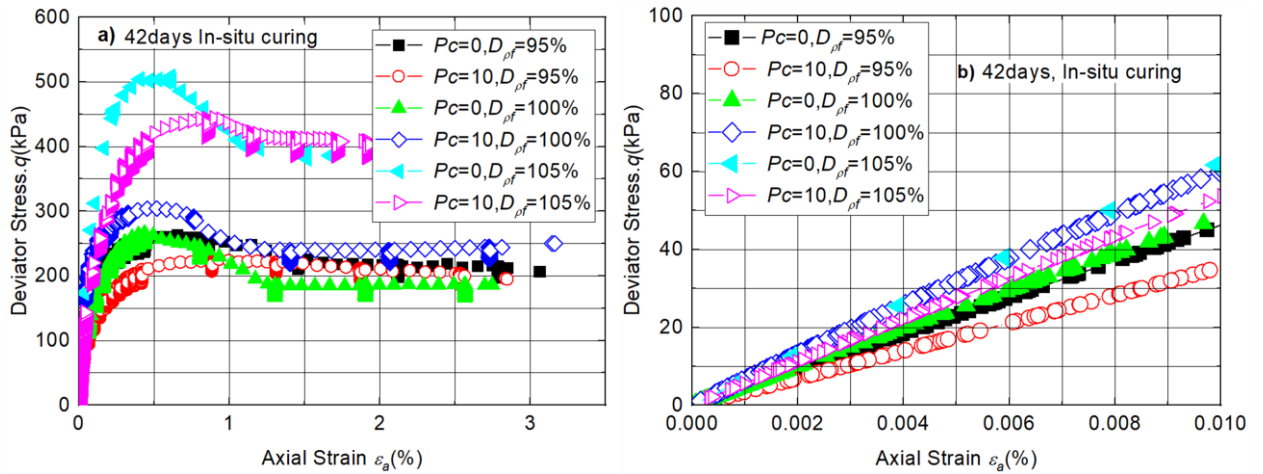 a) 42days In-situ curing
Pc=0,Dρf=95%
Pc=10,Dρf=95%
Pc=0,Dρf=100%
Pc=10,Dρf=100%
Pc=0,Dρf=105%
Pc=10,Dρf=105%
600
500
400
300
200
100
0
0
1
2
3
Deviator Stress.q(kPa)
Axial Strain εa(%)
b) 42days, In-situ curing
Pc=0,Dρf=95%
Pc=10,Dρf=95%
Pc=0,Dρf=100%
Pc=10,Dρf=100%
Pc=0,Dρf=105%
Pc=10,Dρf=105%
100
80
60
40
20
0
0.000
0.002
0.004
0.006
0.008
0.010
Deviator Stress.q(kPa)
Axial Strain εa(%)